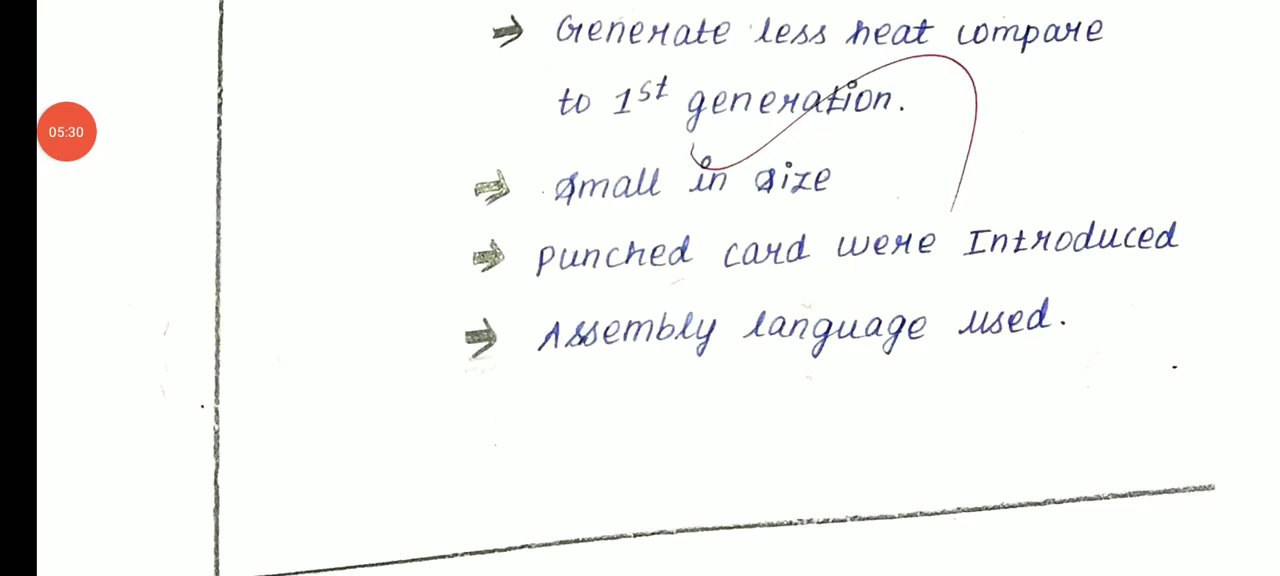 05:30
⇒ Generate less heat compare
to 1st generation.
⇒ Small in size
⇒ Punched card were Introduced
⇒ Assembly language used.